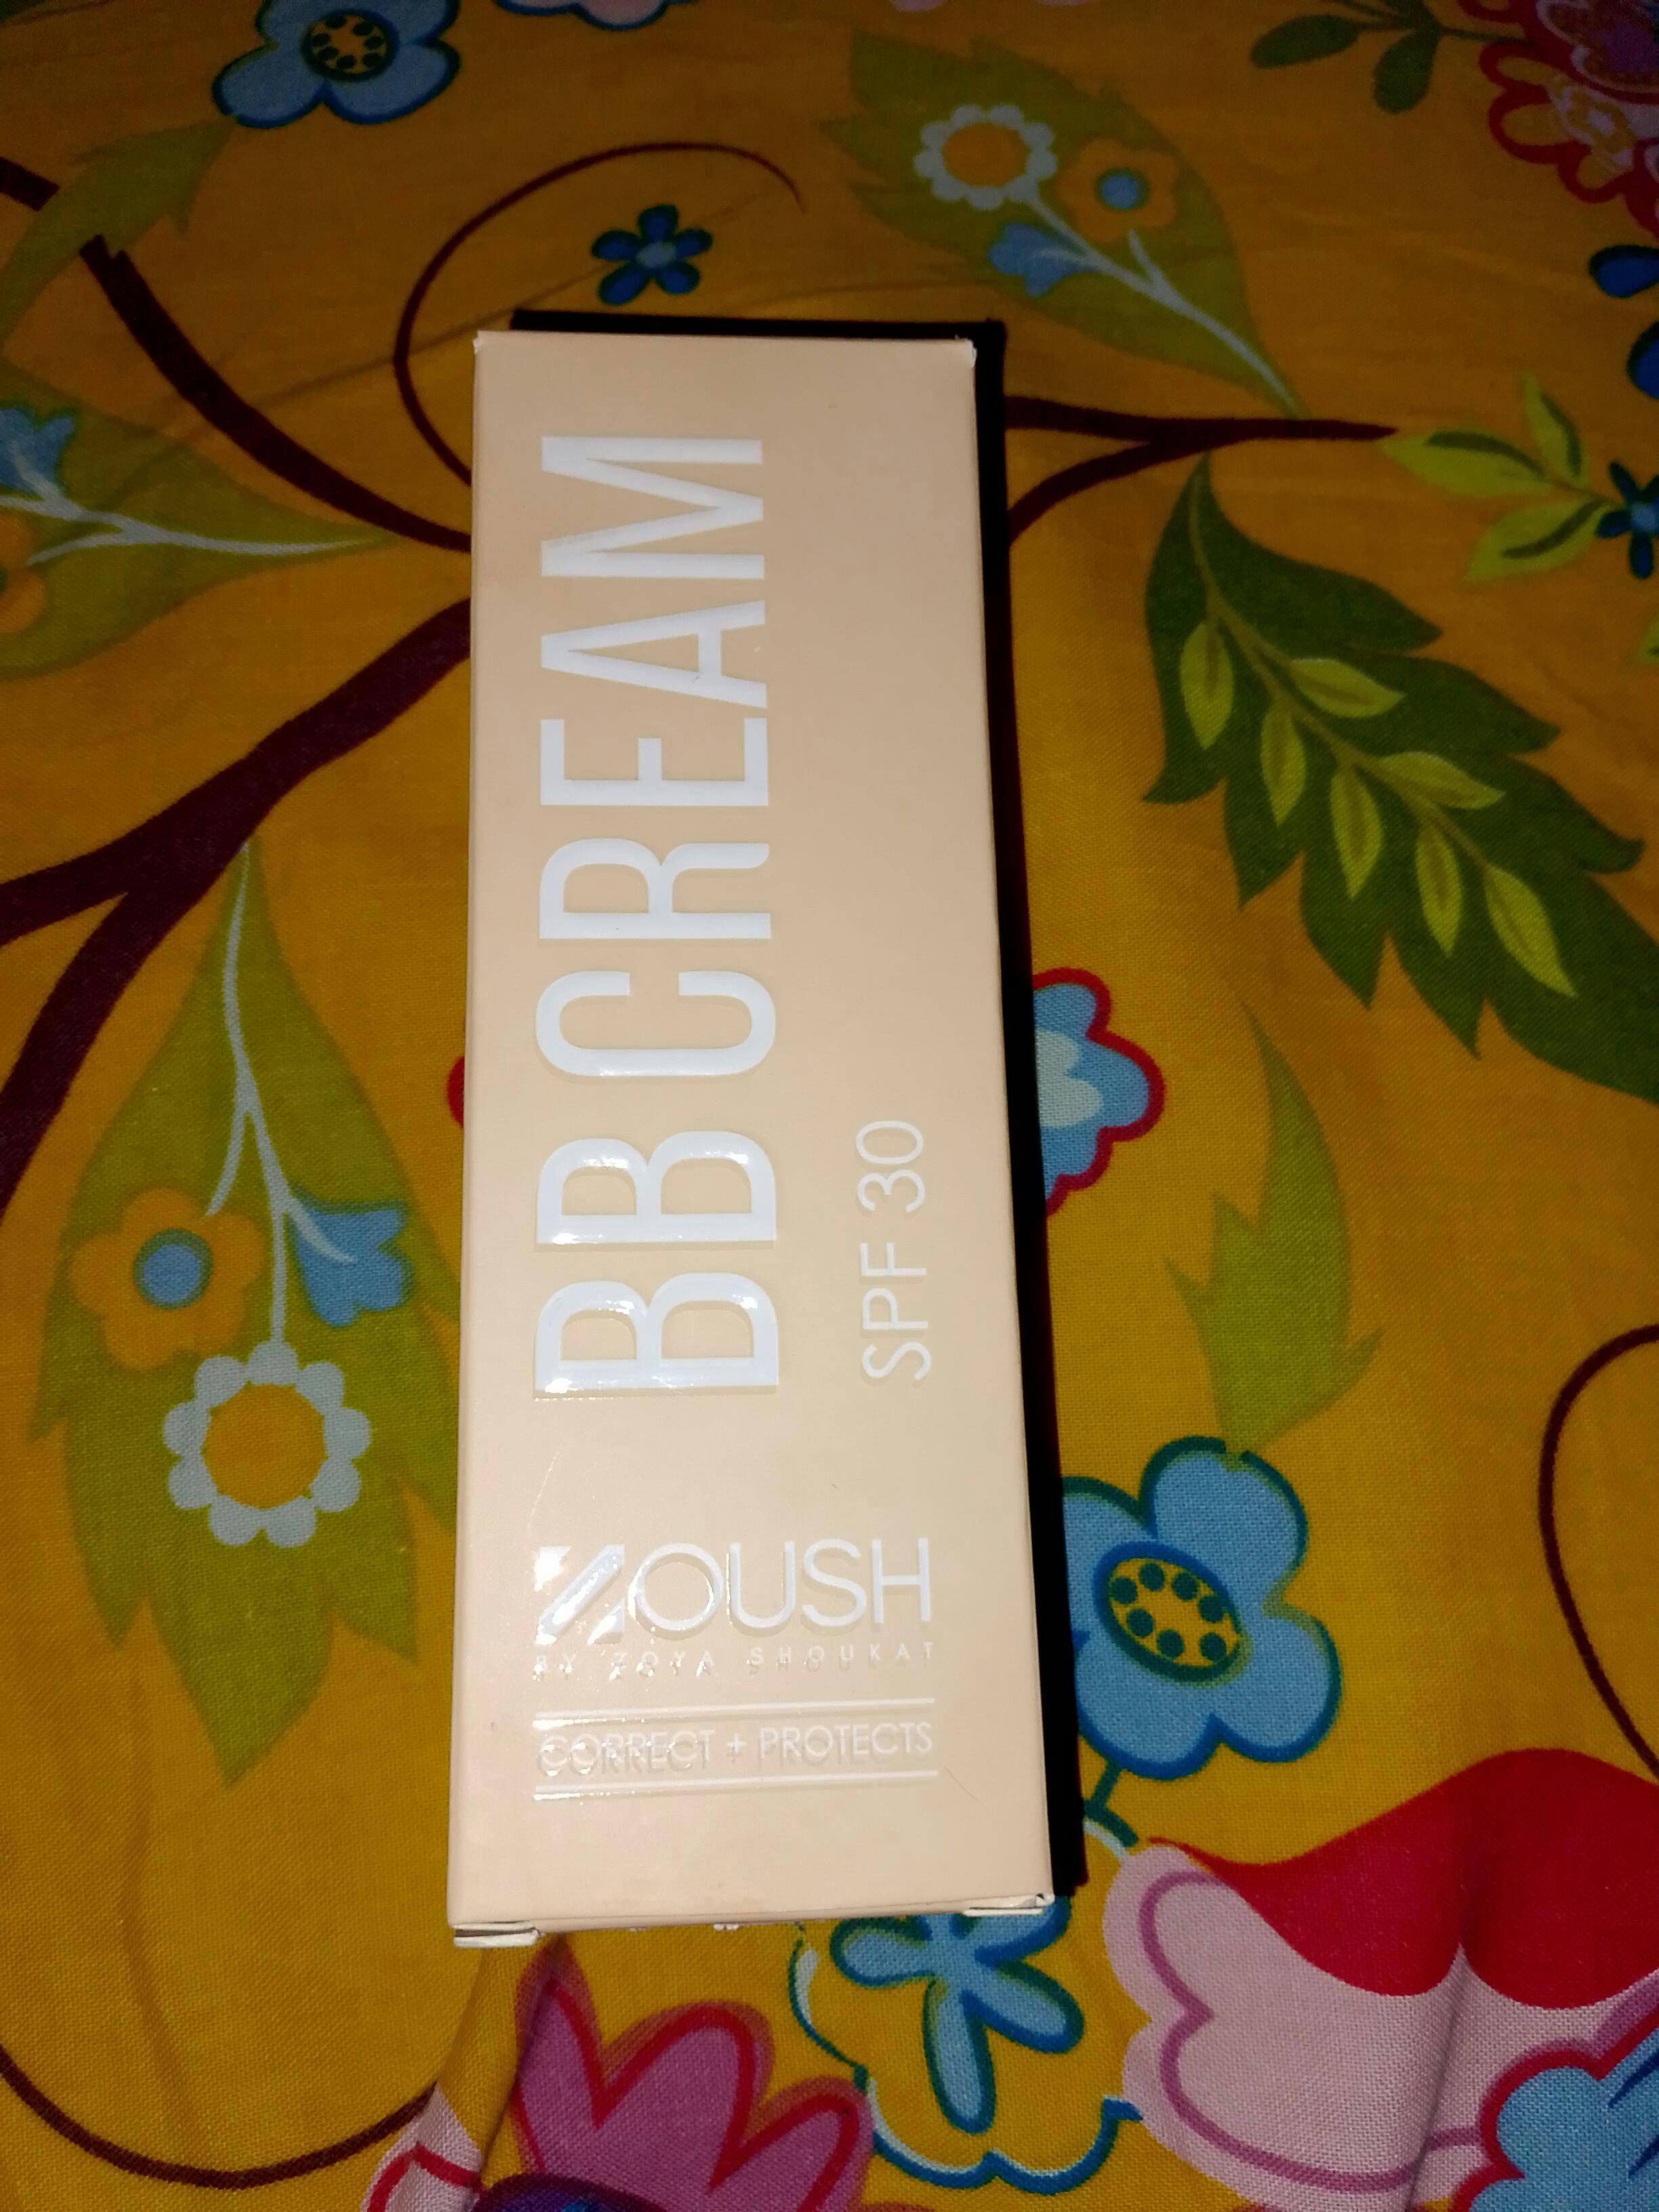 BB CREAM
SPF 30
ZOUSH
BY ZOYA SHOUKAT
CORRECT + PROTECTS